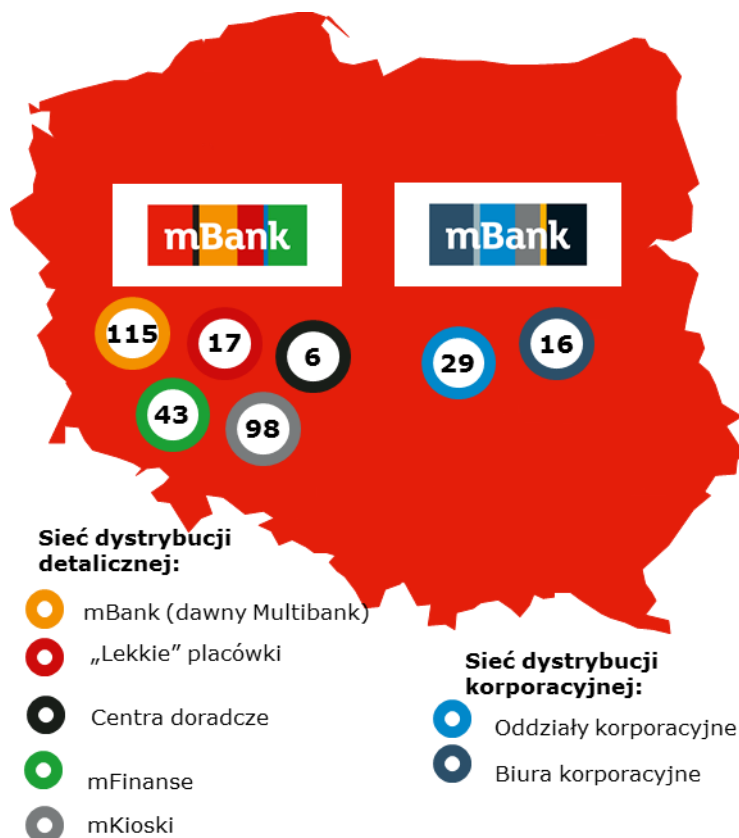 mBank
mBank
115
17
6
29
16
43
98
Sieć dystrybucji
detalicznej:
mBank (dawny Multibank)
„Lekkie” placówki
Centra doradcze
mFinanse
mKioski
Sieć dystrybucji
korporacyjnej:
Oddziały korporacyjne
Biura korporacyjne